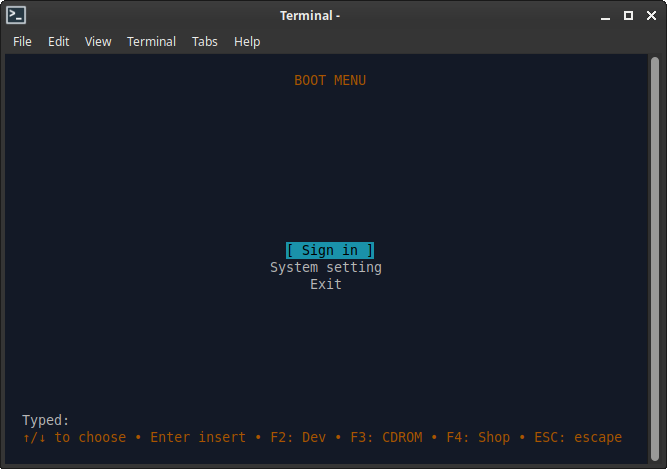 Terminal -
File Edit View Terminal Tabs Help
BOOT MENU
[ Sign in ]
System setting
Exit
Typed:
↑/↓ to choose • Enter insert • F2: Dev • F3: CDROM • F4: Shop • ESC: escape